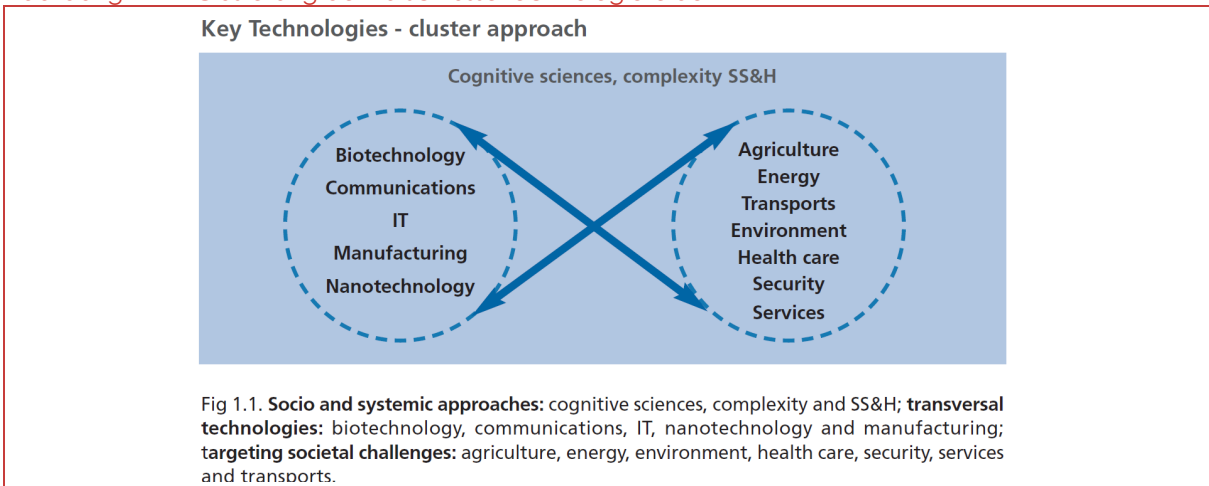 Key Technologies - cluster approach
Cognitive sciences, complexity SS&H
Biotechnology
Communications
IT
Manufacturing
Nanotechnology
Agriculture
Energy
Transports
Environment
Health care
Security
Services
Fig 1.1. Socio and systemic approaches: cognitive sciences, complexity and SS&H; transversal
technologies: biotechnology, communications, IT, nanotechnology and manufacturing;
targeting societal challenges: agriculture, energy, environment, health care, security, services
and transports.